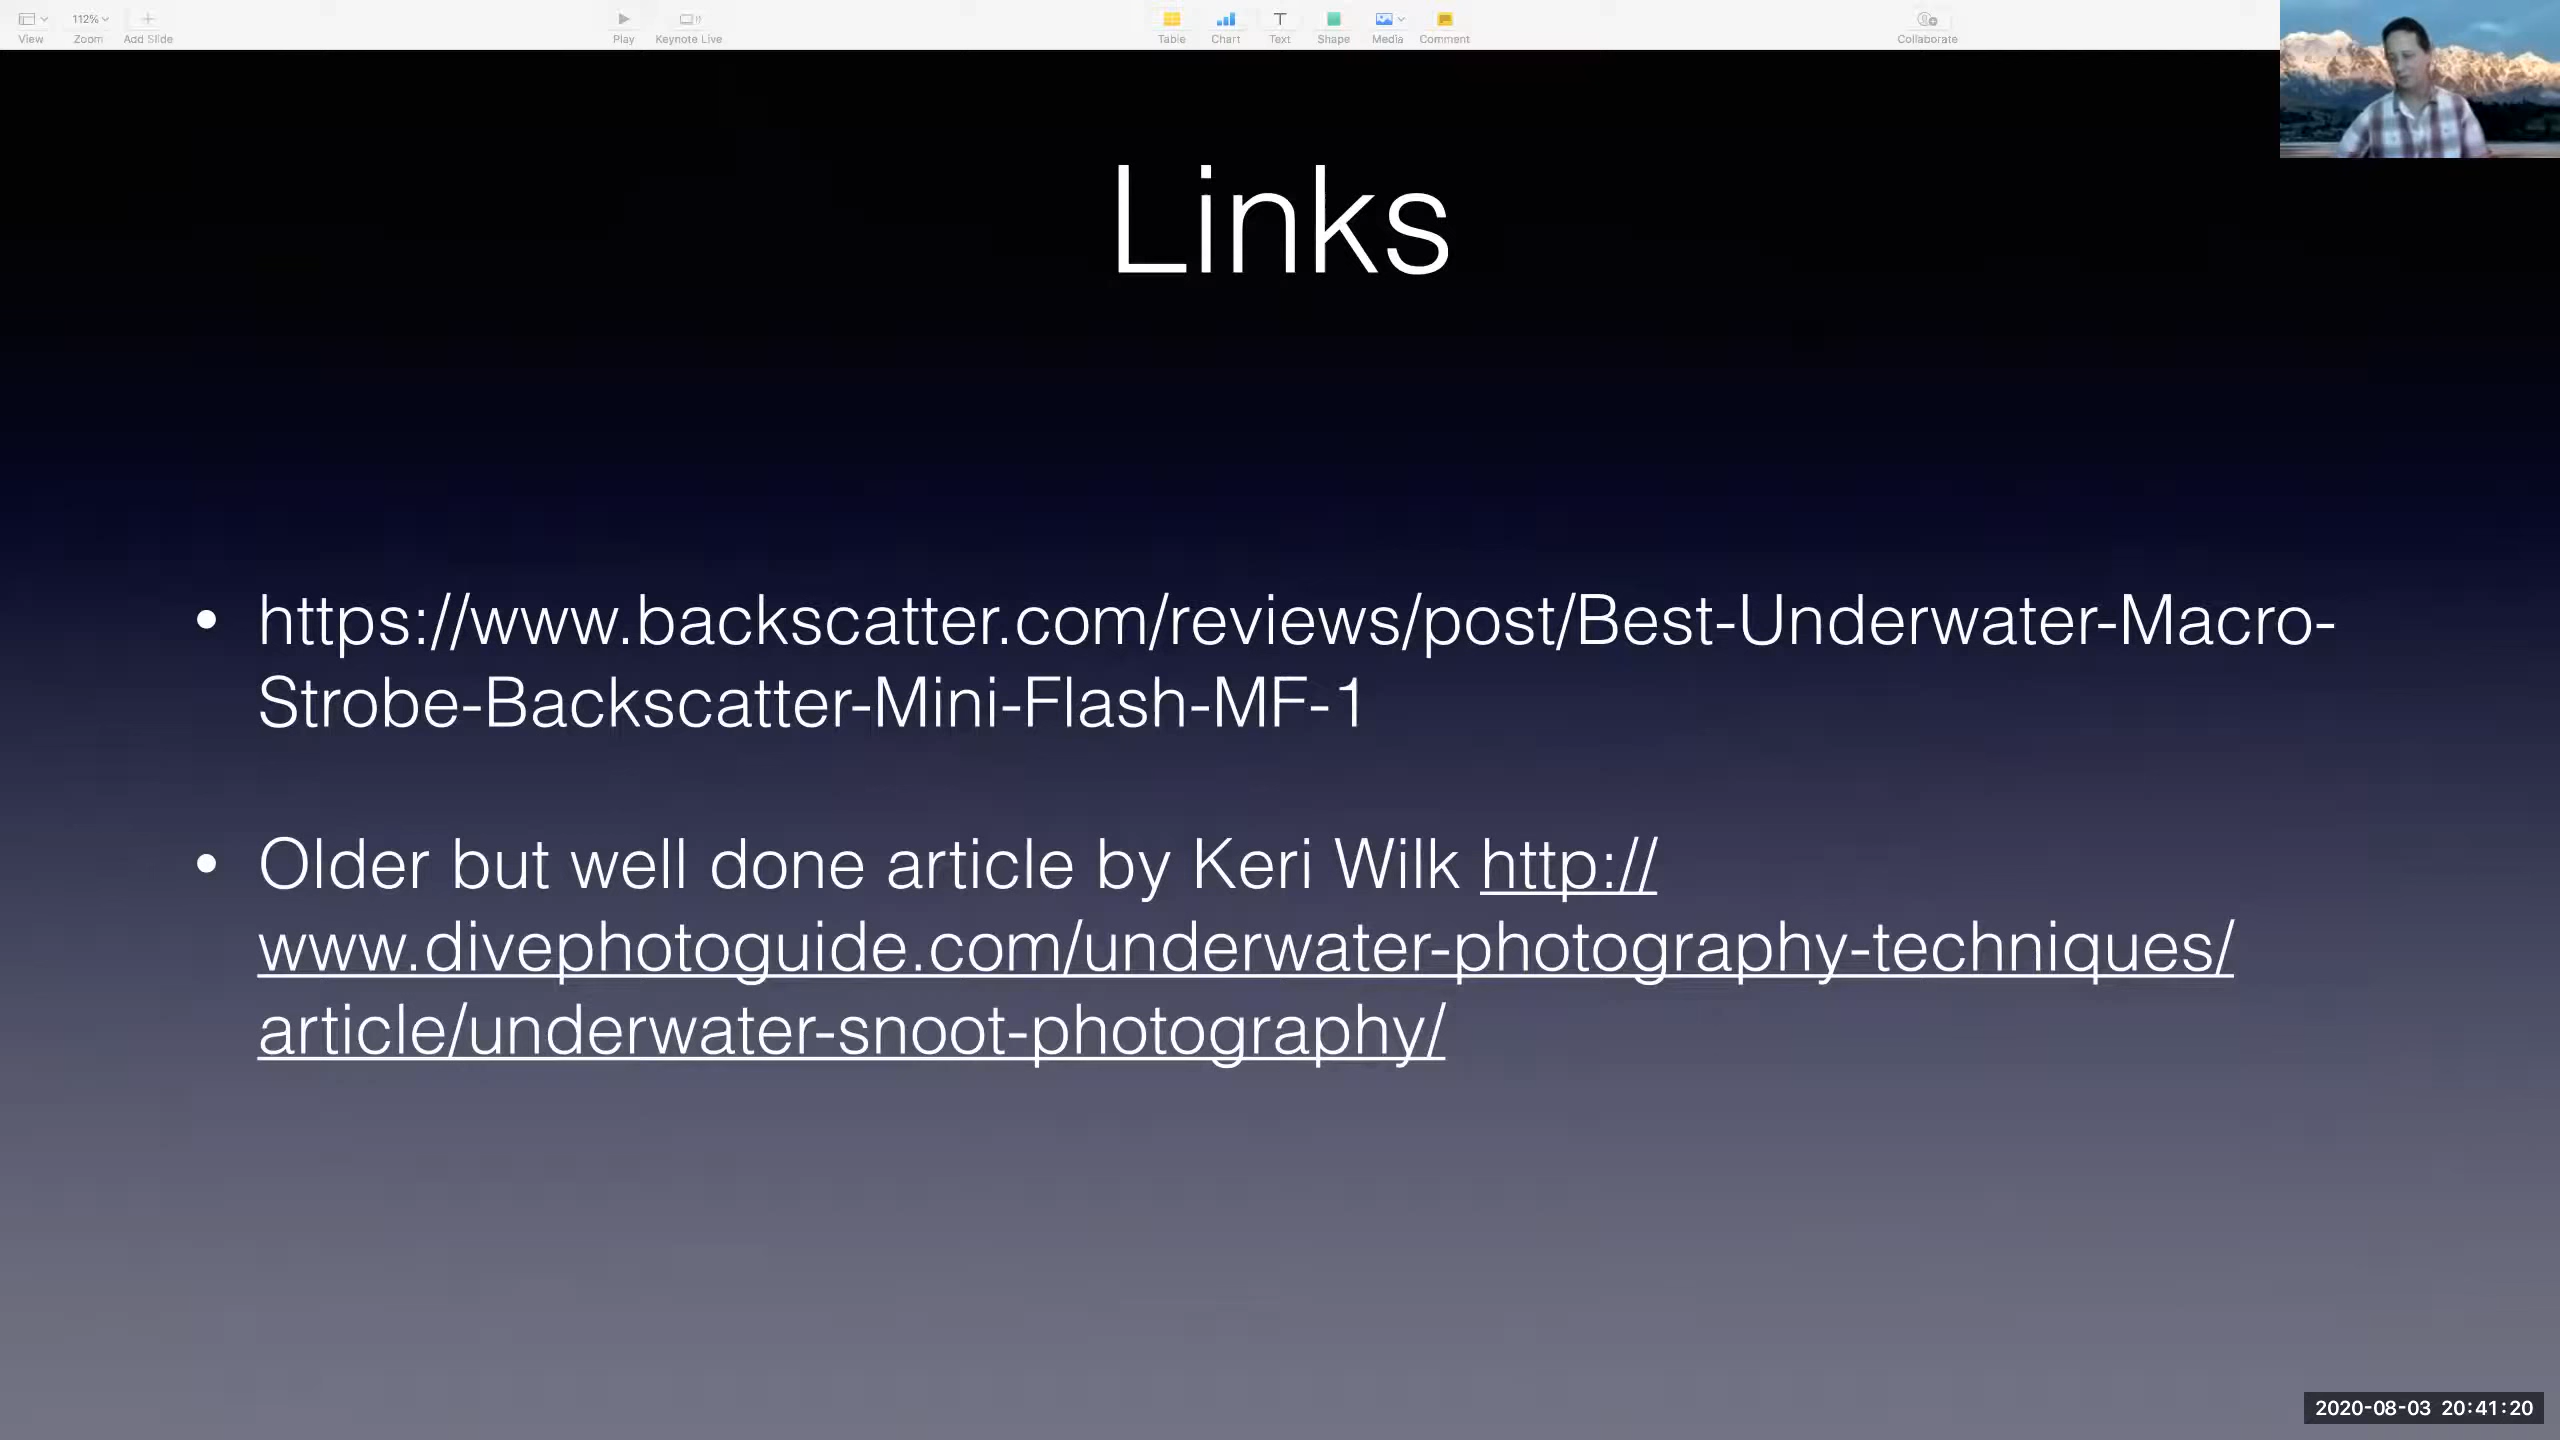 View
112%
Zoom
Add Slide
Play
Keynote Live
Table
Chart
Text
Shape
Media
Comment
Collaborate
Links
• https://www.backscatter.com/reviews/post/Best-Underwater-Macro-
Strobe-Backscatter-Mini-Flash-MF-1
• Older but well done article by Keri Wilk http://
www.divephotoguide.com/underwater-photography-techniques/
article/underwater-snoot-photography/
2020-08-03 20:41:20